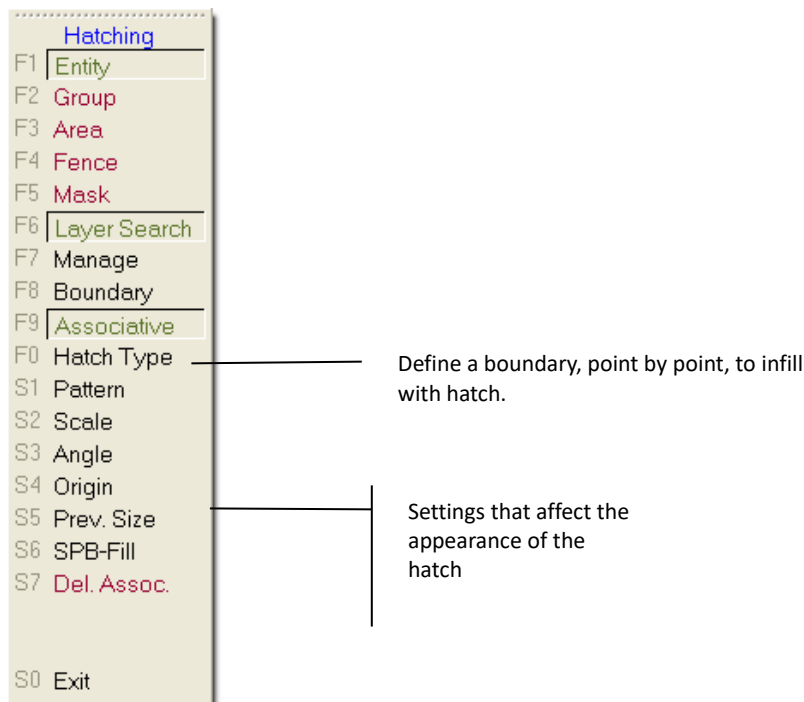 Hatching
F1 Entity
F2 Group
F3 Area
F4 Fence
F5 Mask
F6 Layer Search
F7 Manage
F8 Boundary
F9 Associative
F0 Hatch Type
S1 Pattern
S2 Scale
S3 Angle
S4 Origin
S5 Prev. Size
S6 SPB-Fill
S7 Del. Assoc.
S0 Exit
Define a boundary, point by point, to infill
with hatch.
Settings that affect the
appearance of the
hatch